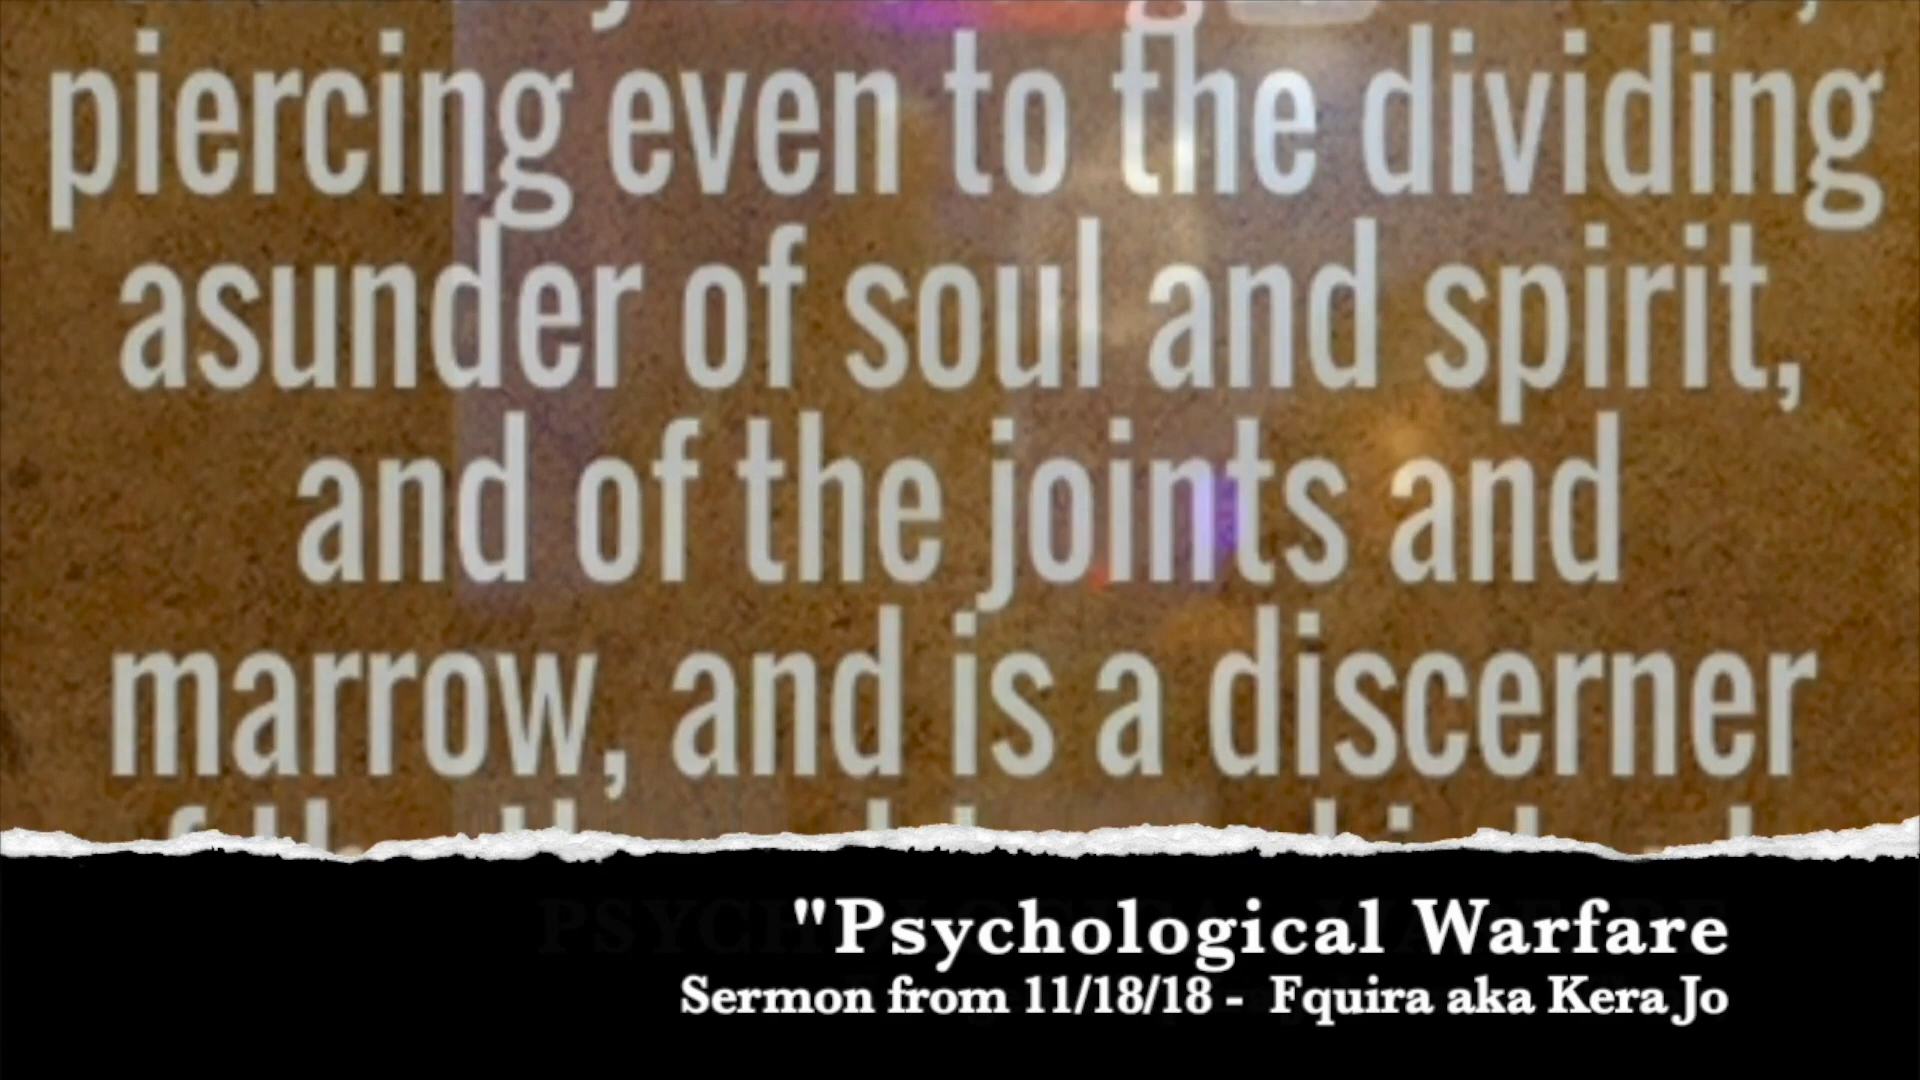 piercing even to the dividing
asunder of soul and spirit,
and of the joints and
marrow, and is a discerner
"Psychological Warfare
Sermon from 11/18/18 - Fquira aka Kera Jo